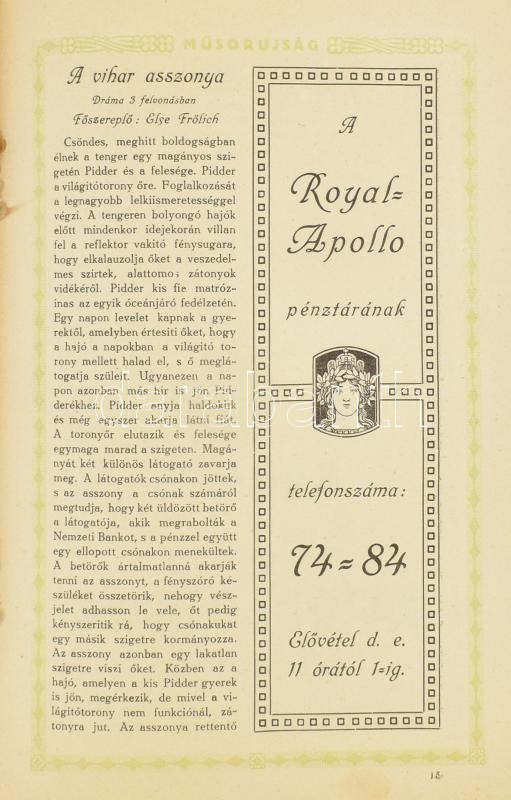 MŰSORUJSÁG
A vihar asszonya
Dráma 3 felvonásban
Főszereplő: Else Frölich
Csöndes, meghitt boldogságban
élnek a tenger egy magányos szi-
getén Pidder és a felesége. Pidder
a világitótorony őre. Foglalkozását
a legnagyobb lelkiismeretességgel
végzi. A tengeren bolyongó hajók
előtt mindenkor idejekorán villan
fel a reflektor vakitó fénysugara,
hogy elkalauzolja őket a veszedel-
mes szirtek, alattomos zátonyok
vidékéről. Pidder kis fie matróz-
inas az egyik óceánjáró fedélzetén.
Egy napon levelet kapnak a gye-
rektől, amelyben értesiti őket, hogy
a hajó a napokban a világitó to-
rony mellett halad el, s ő meglá-
togatja szüleit. Ugyanezen a na-
pon azonban más hir is jön Pid-
derékhez. Pidder anyja haldoklik
és még egyszer akarja látni fiát.
A toronyőr elutazik és felesége
egymaga marad a szigeten. Magá-
nyát két különös látogató zavarja
meg. A látogatók csónakon jöttek,
s az asszony a csónak számáról
megtudja, hogy két üldözött betörő
a látogatója, akik megrabolták a
Nemzeti Bankot, s a pénzzel együtt
egy ellopott csónakon menekültek.
A betörők ártalmatlanná akarják
tenni az asszonyt, a fényszóró ké-
szüléket összetörik, nehogy vész-
jelet adhasson le vele, őt pedig
kényszeritik rá, hogy csónakukat
egy másik szigetre kormányozza.
Az asszony azonban egy lakatlan
szigetre viszi őket. Közben az a
hajó, amelyen a kis Pidder gyerek
is jön, megérkezik, de mivel a vi-
lágitótorony nem funkciónál, zá-
tonyra jut. Az asszonya rettentő
A
Royal=
Apollo
pénztárának
telefonszáma:
74=84
Elővétel d. e.
11 órától 1-ig.
darabanth.com